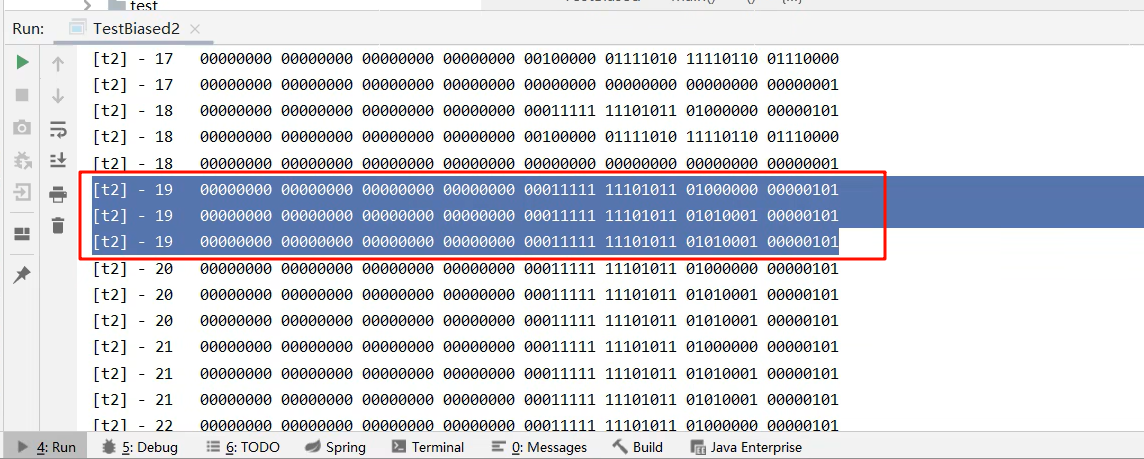 test
Run: TestBiased2
[t2] - 17 00000000 00000000 00000000 00000000 00100000 01111010 11110110 01110000
[t2] - 17 00000000 00000000 00000000 00000000 00000000 00000000 00000000 00000001
[t2] - 18 00000000 00000000 00000000 00000000 00011111 11101011 01000000 00000101
[t2] - 18 00000000 00000000 00000000 00000000 00100000 01111010 11110110 01110000
[t2] - 18 00000000 00000000 00000000 00000000 00000000 00000000 00000000 00000001
[t2] - 19 00000000 00000000 00000000 00000000 00011111 11101011 01000000 00000101
[t2] - 19 00000000 00000000 00000000 00000000 00011111 11101011 01010001 00000101
[t2] - 19 00000000 00000000 00000000 00000000 00011111 11101011 01010001 00000101
[t2] - 20 00000000 00000000 00000000 00000000 00011111 11101011 01000000 00000101
[t2] - 20 00000000 00000000 00000000 00000000 00011111 11101011 01010001 00000101
[t2] - 20 00000000 00000000 00000000 00000000 00011111 11101011 01010001 00000101
[t2] - 21 00000000 00000000 00000000 00000000 00011111 11101011 01000000 00000101
[t2] - 21 00000000 00000000 00000000 00000000 00011111 11101011 01010001 00000101
[t2] - 21 00000000 00000000 00000000 00000000 00011111 11101011 01010001 00000101
[t2] - 22 00000000 00000000 00000000 00000000 00011111 11101011 01000000 00000101
4: Run 5: Debug 6: TODO Spring Terminal 0: Messages Build Java Enterprise